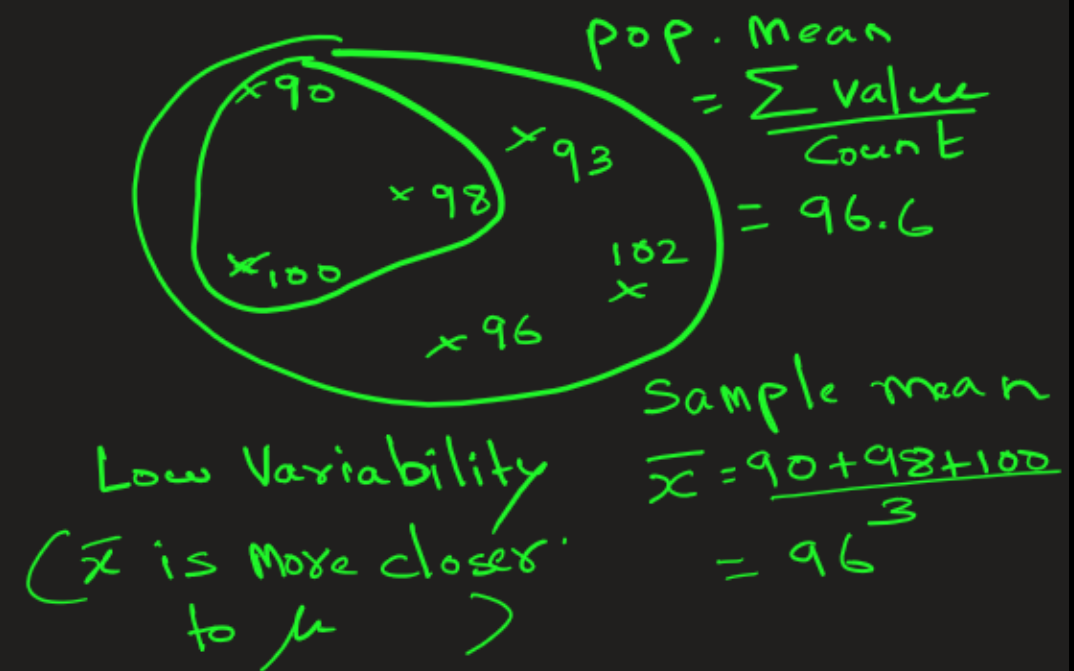 pop. Mean
x 90
= Σ value
count
x 93
x 98
= 96.6
102
x
x 100
x 96
Sample mean
Low Variability
x̄ = 90+98+100
3
(x̄ is more closer.
= 96
to μ )